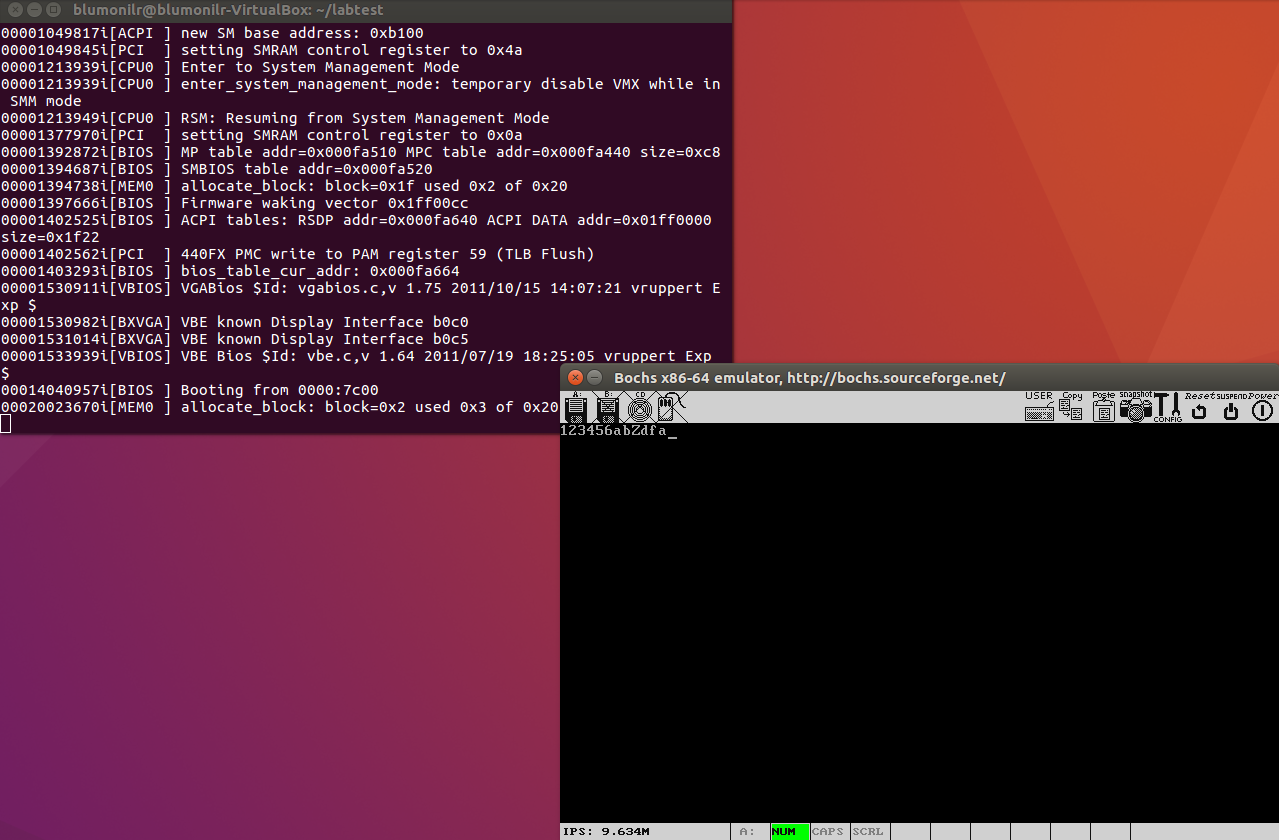 blumonilr@blumonilr-VirtualBox: ~/labtest
00001049817i[ACPI ] new SM base address: 0xb100
00001049845i[PCI  ] setting SMRAM control register to 0x4a
00001213939i[CPU0 ] Enter to System Management Mode
00001213939i[CPU0 ] enter_system_management_mode: temporary disable VMX while in
 SMM mode
00001213949i[CPU0 ] RSM: Resuming from System Management Mode
00001377970i[PCI  ] setting SMRAM control register to 0x0a
00001392872i[BIOS ] MP table addr=0x000fa510 MPC table addr=0x000fa440 size=0xc8
00001394687i[BIOS ] SMBIOS table addr=0x000fa520
00001394738i[MEM0 ] allocate_block: block=0x1f used 0x2 of 0x20
00001397666i[BIOS ] Firmware waking vector 0x1ff00cc
00001402525i[BIOS ] ACPI tables: RSDP addr=0x000fa640 ACPI DATA addr=0x01ff0000
size=0x1f22
00001402562i[PCI  ] 440FX PMC write to PAM register 59 (TLB Flush)
00001403293i[BIOS ] bios_table_cur_addr: 0x000fa664
00001530911i[VBIOS] VGABios $Id: vgabios.c,v 1.75 2011/10/15 14:07:21 vruppert E
xp $
00001530982i[BXVGA] VBE known Display Interface b0c0
00001531014i[BXVGA] VBE known Display Interface b0c5
00001533939i[VBIOS] VBE Bios $Id: vbe.c,v 1.64 2011/07/19 18:25:05 vruppert Exp
$
00014040957i[BIOS ] Booting from 0000:7c00
00020023670i[MEM0 ] allocate_block: block=0x2 used 0x3 of 0x20
Bochs x86-64 emulator, http://bochs.sourceforge.net/
A: B: CD USER Copy Paste snapshot CONFIG Reset SUSPEND Power
123456abZdfa_
IPS: 9.634M A: NUM CAPS SCRL